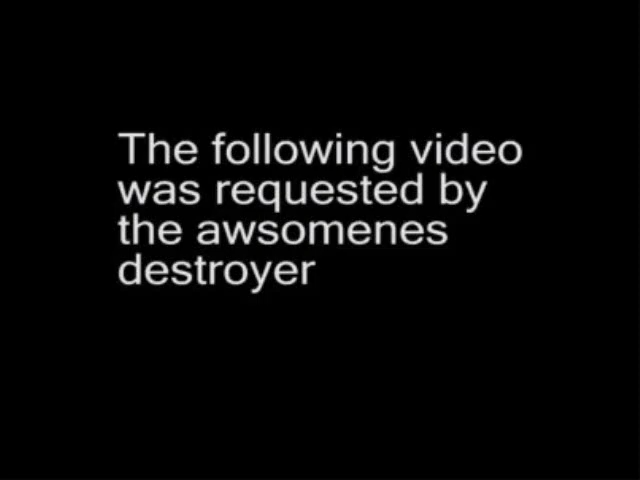 The following video
was requested by
the awsomenes
destroyer